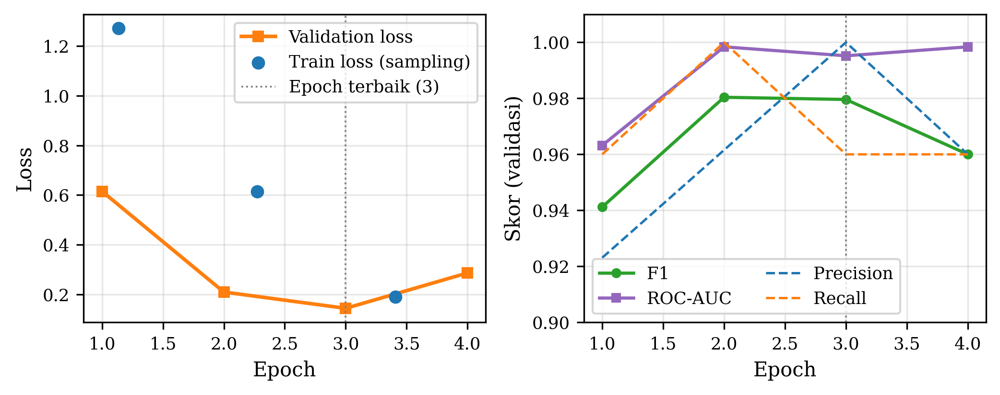 Loss
1.2
1.0
0.8
0.6
0.4
0.2
1.0 1.5 2.0 2.5 3.0 3.5 4.0
Epoch
Validation loss
Train loss (sampling)
Epoch terbaik (3)
Skor (validasi)
1.00
0.98
0.96
0.94
0.92
0.90
1.0 1.5 2.0 2.5 3.0 3.5 4.0
Epoch
F1
ROC-AUC
Precision
Recall